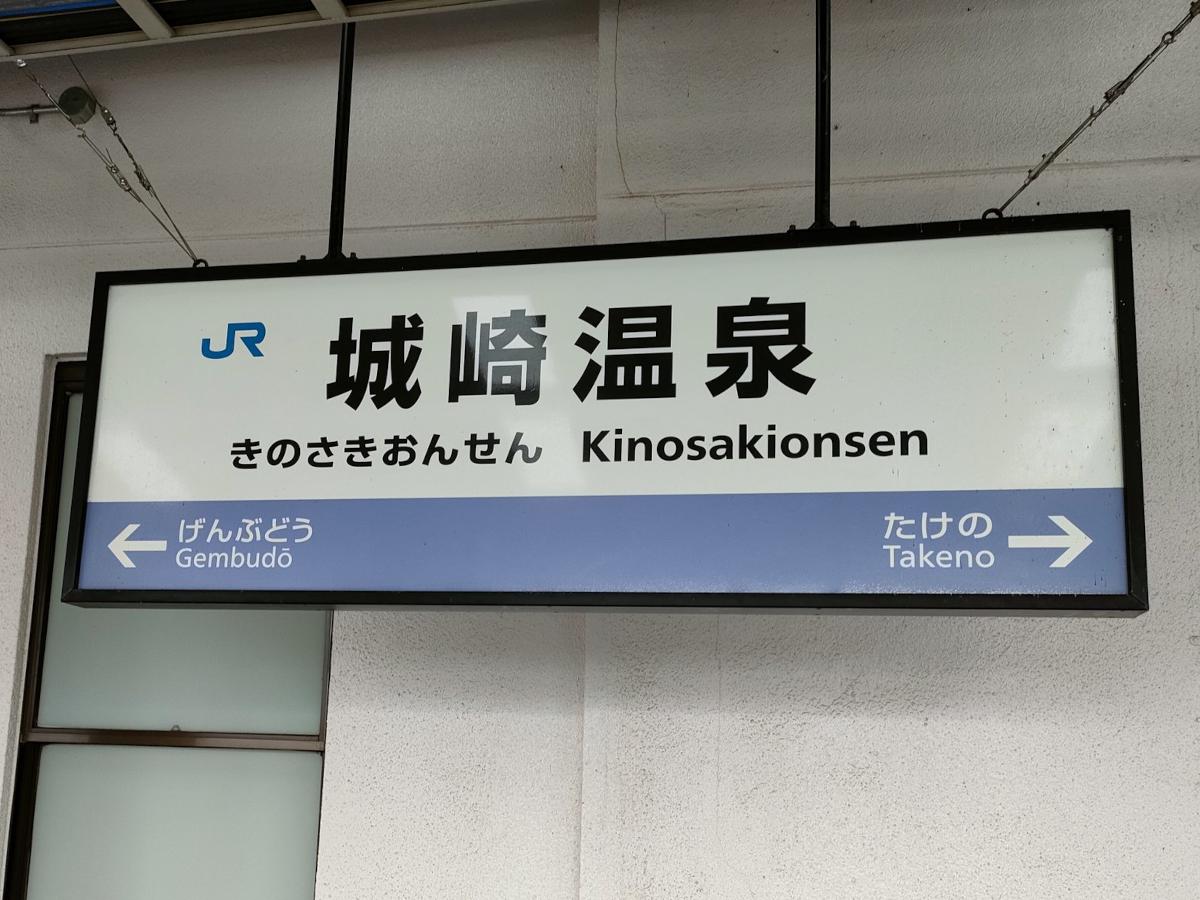 JR 城崎温泉
きのさきおんせん Kinosakionsen
げんぶどう
Gembudō
たけの
Takeno